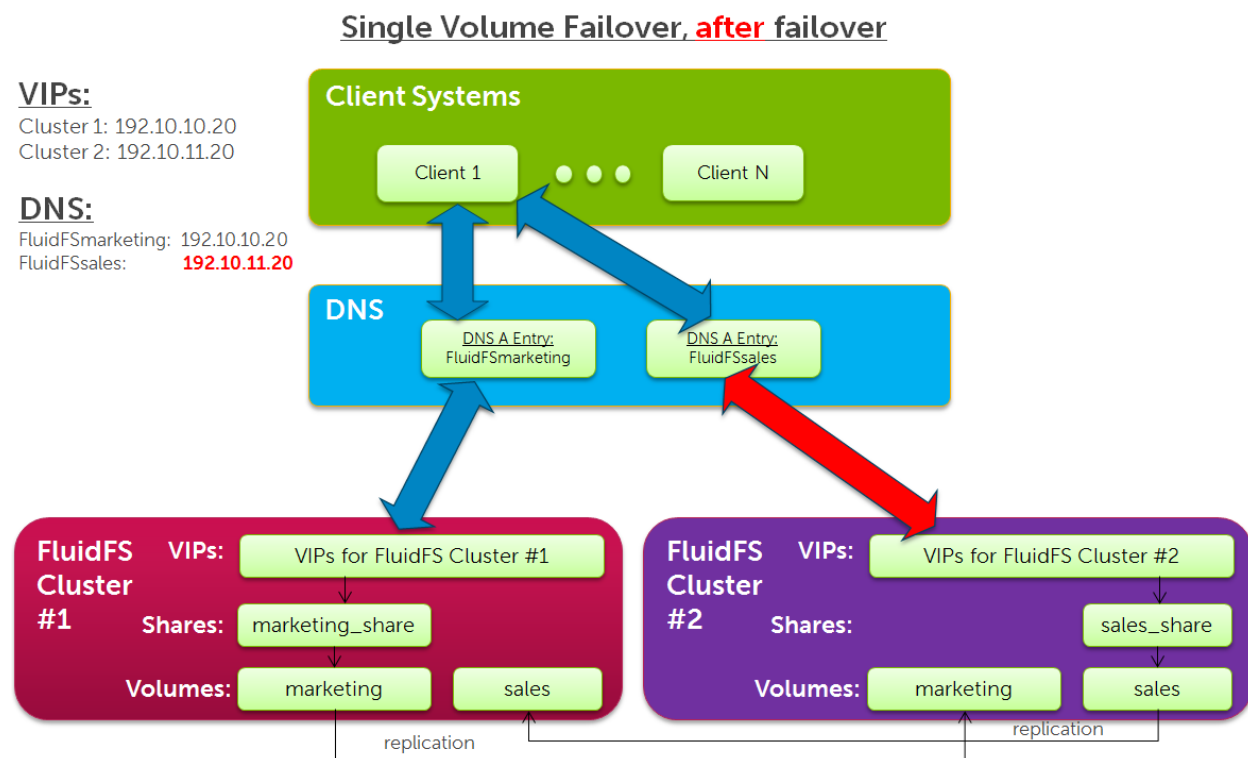 Single Volume Failover, after failover
VIPs:
Cluster 1: 192.10.10.20
Cluster 2: 192.10.11.20
DNS:
FluidFSmarketing: 192.10.10.20
FluidFSsales: 192.10.11.20
Client Systems
Client 1
Client N
DNS
DNS A Entry:
FluidFSmarketing
DNS A Entry:
FluidFSsales
FluidFS
Cluster
#1
VIPs:
VIPs for FluidFS Cluster #1
Shares:
marketing_share
Volumes:
marketing
sales
replication
FluidFS
Cluster
#2
VIPs:
VIPs for FluidFS Cluster #2
Shares:
sales_share
Volumes:
marketing
sales
replication